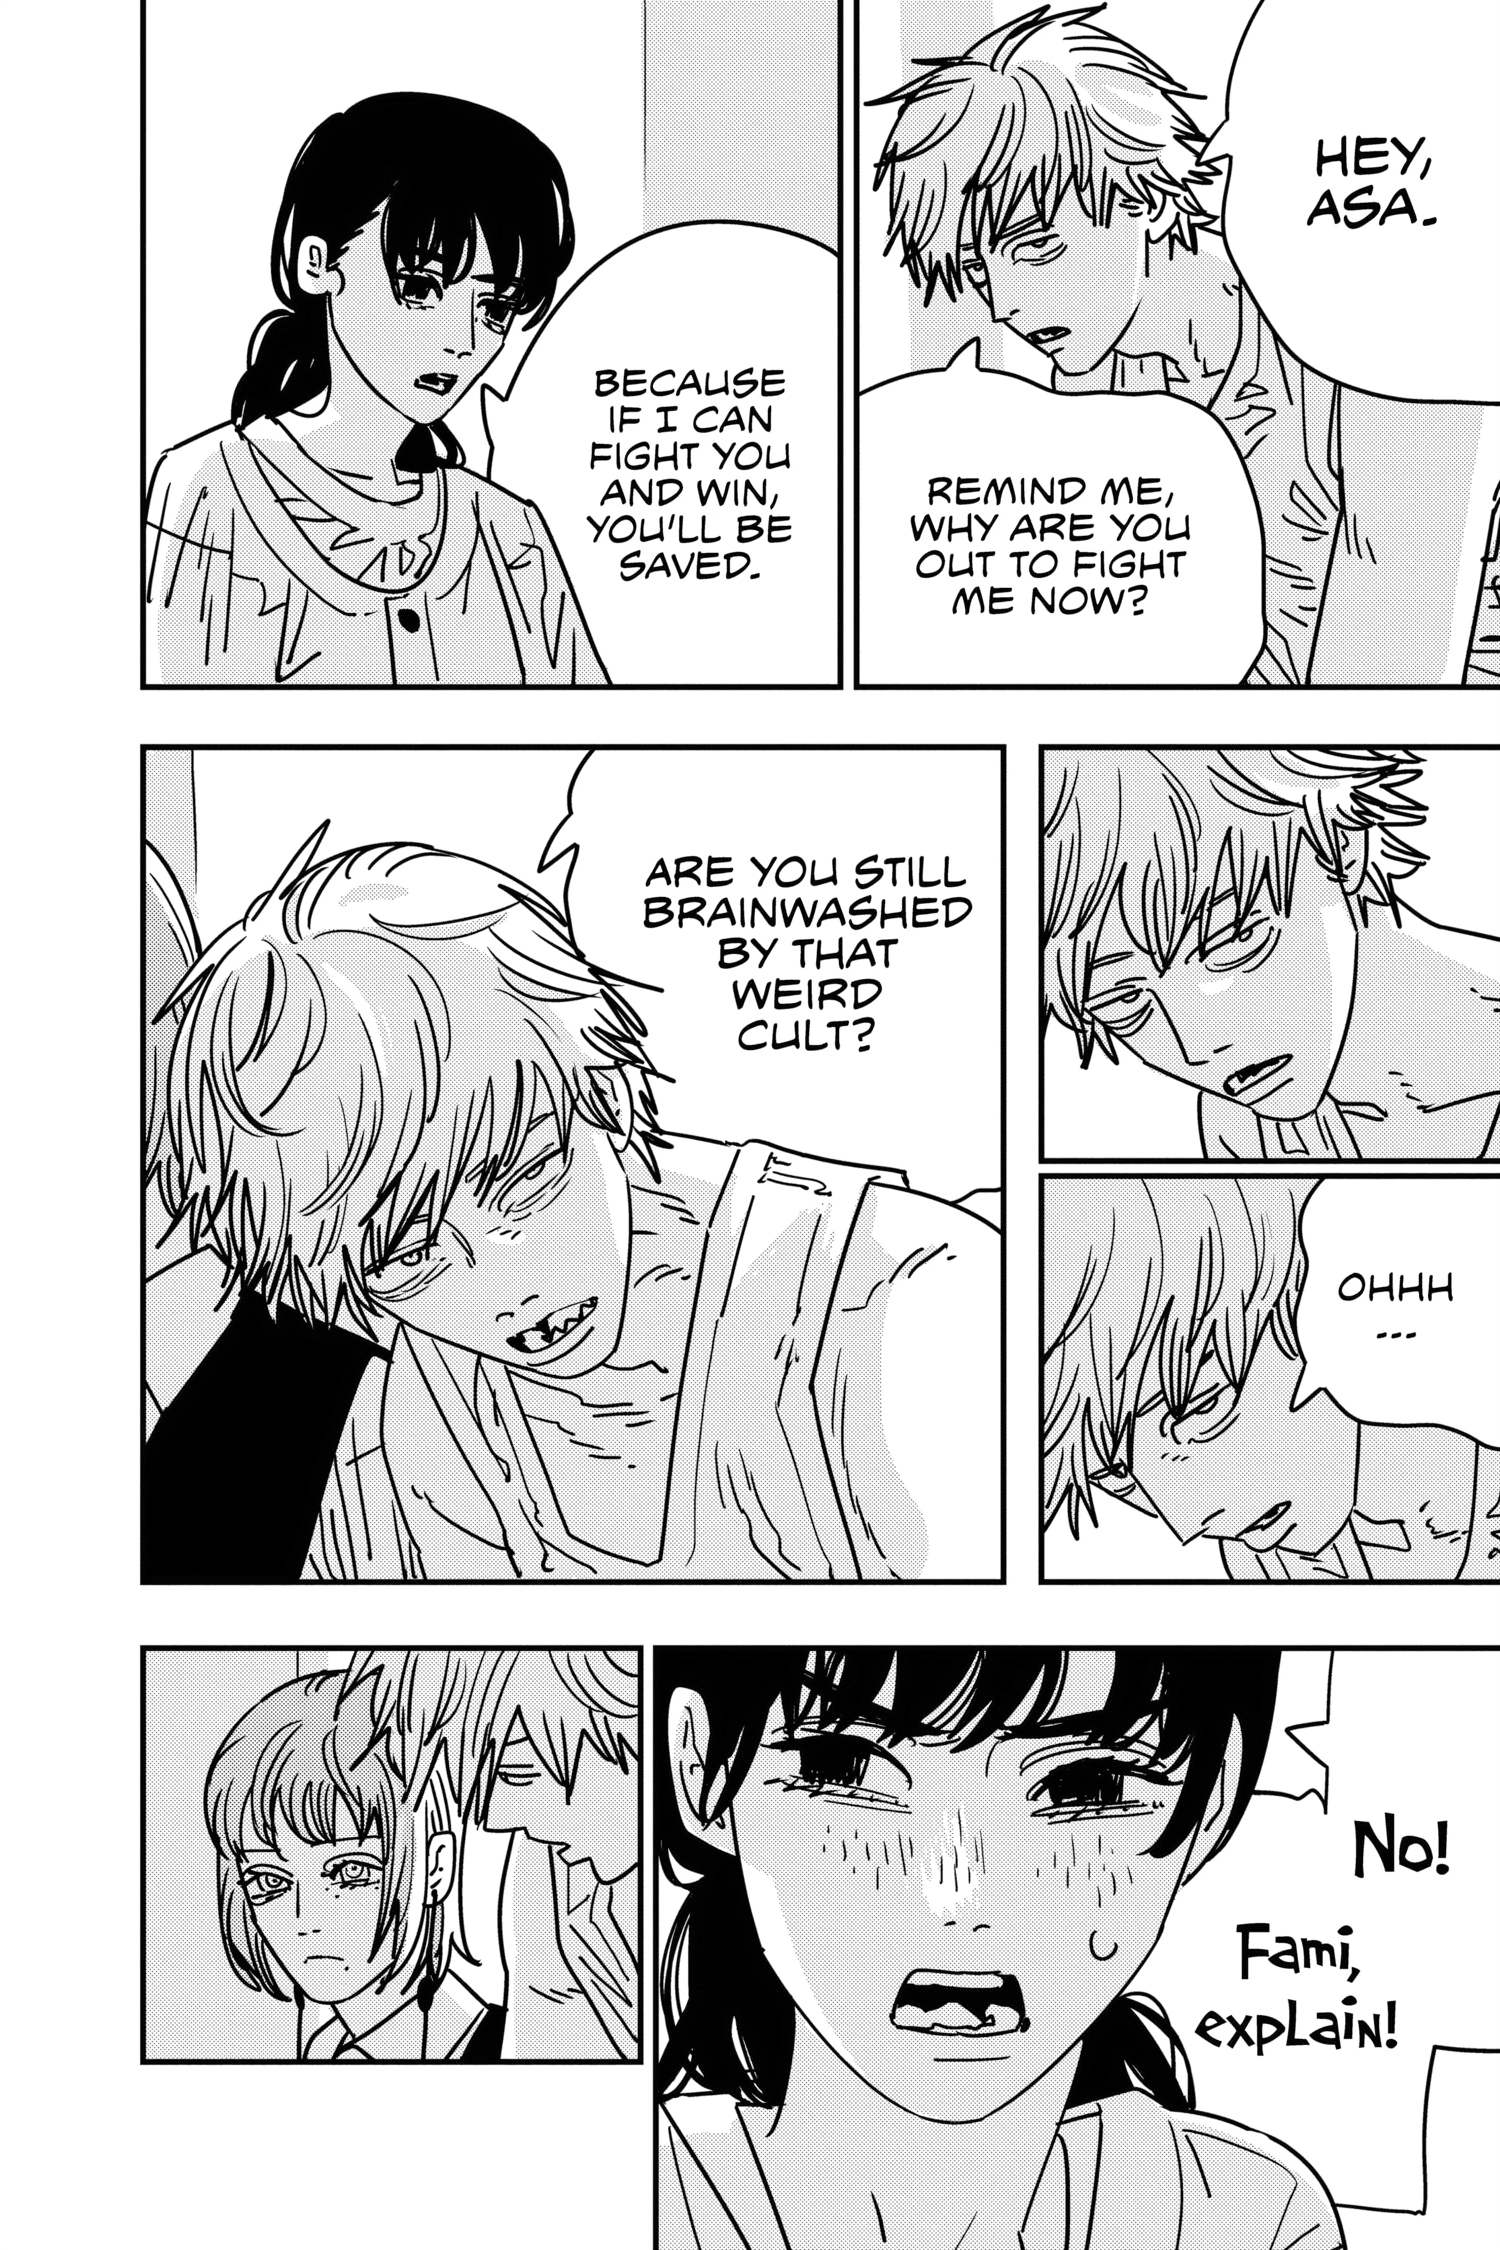 HEY,
ASA.
REMIND ME,
WHY ARE YOU
OUT TO FIGHT
ME NOW?
BECAUSE
IF I CAN
FIGHT YOU
AND WIN,
YOU'LL BE
SAVED.
OHHH
...
ARE YOU STILL
BRAINWASHED
BY THAT
WEIRD
CULT?
No!
Fami,
explain!